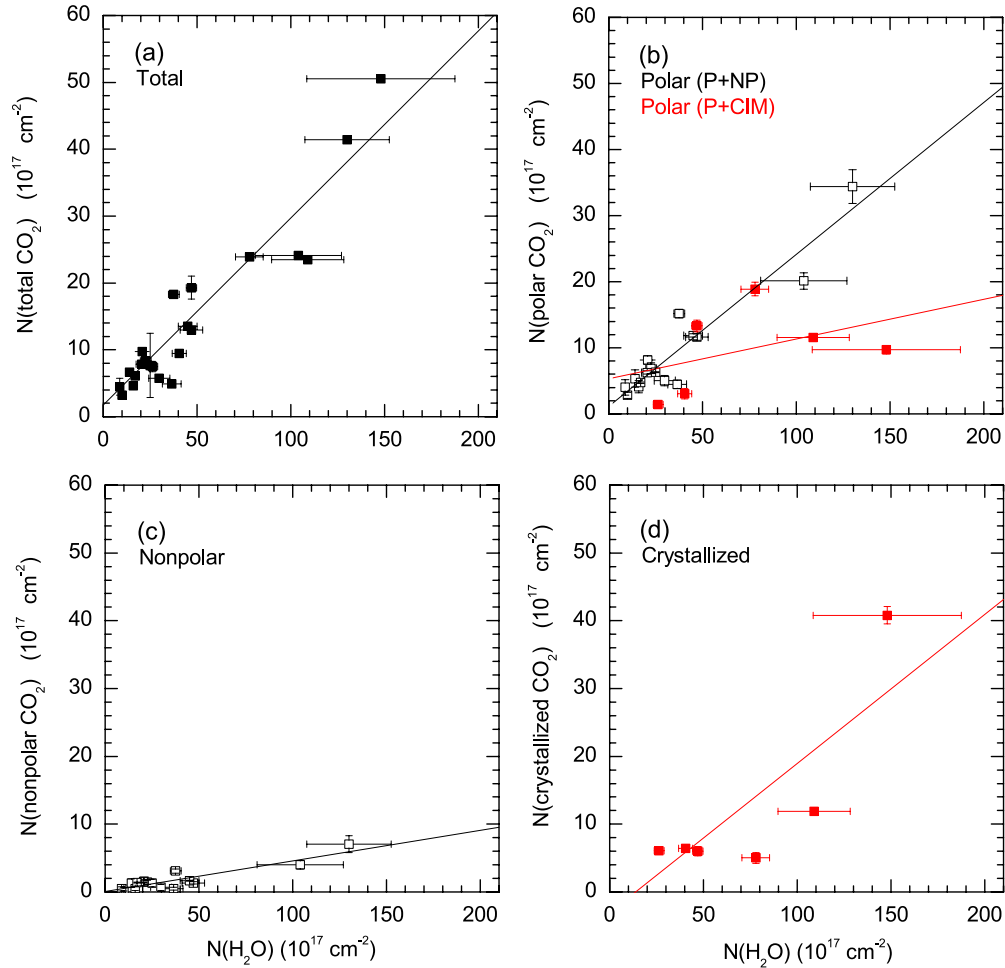 60
50
40
30
20
10
0
N(total CO2) (10^17 cm^-2)
(a)
Total
0 50 100 150 200
60
50
40
30
20
10
0
N(polar CO2) (10^17 cm^-2)
(b)
Polar (P+NP)
Polar (P+CIM)
0 50 100 150 200
60
50
40
30
20
10
0
N(nonpolar CO2) (10^17 cm^-2)
(c)
Nonpolar
0 50 100 150 200
N(H2O) (10^17 cm^-2)
60
50
40
30
20
10
0
N(crystallized CO2) (10^17 cm^-2)
(d)
Crystallized
0 50 100 150 200
N(H2O) (10^17 cm^-2)